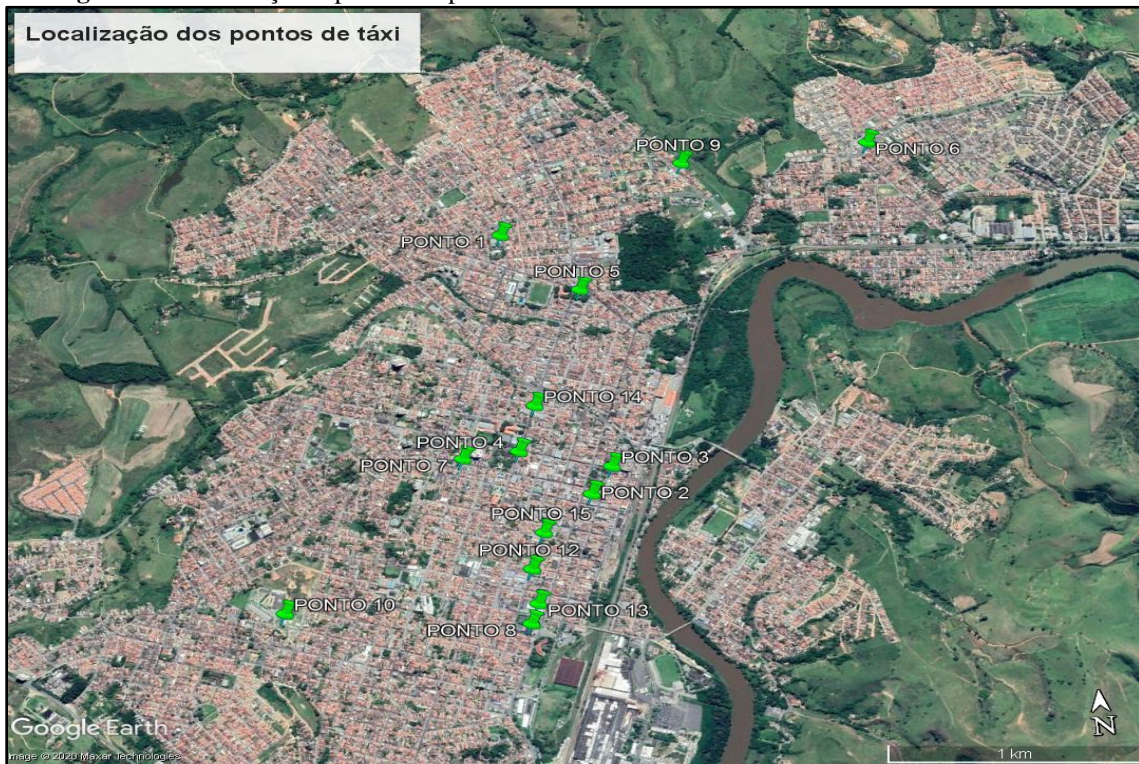 Localização dos pontos de táxi
PONTO 9
PONTO 6
PONTO 1
PONTO 5
PONTO 14
PONTO 4
PONTO 7
PONTO 3
PONTO 2
PONTO 15
PONTO 12
PONTO 10
PONTO 13
PONTO 8
Google Earth
Image © 2020 Maxar Technologies
1 km
N